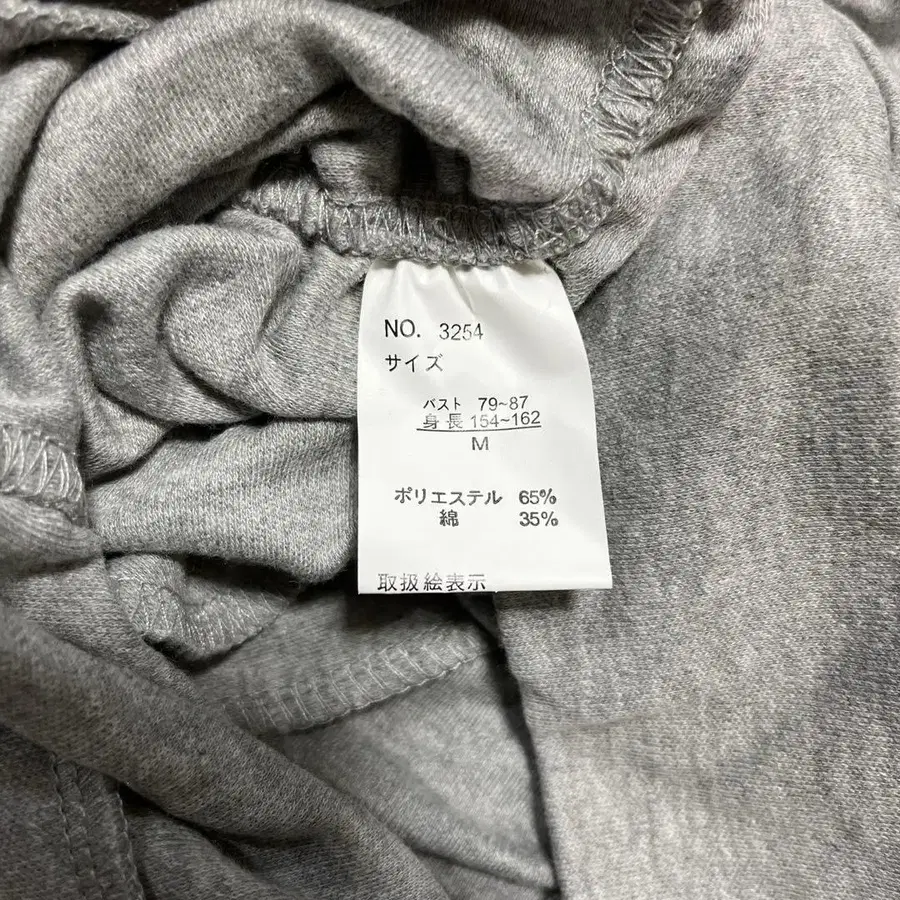 NO. 3254
サイズ
バスト 79~87
身長 154~162
M
ポリエステル 65%
綿 35%
取扱絵表示